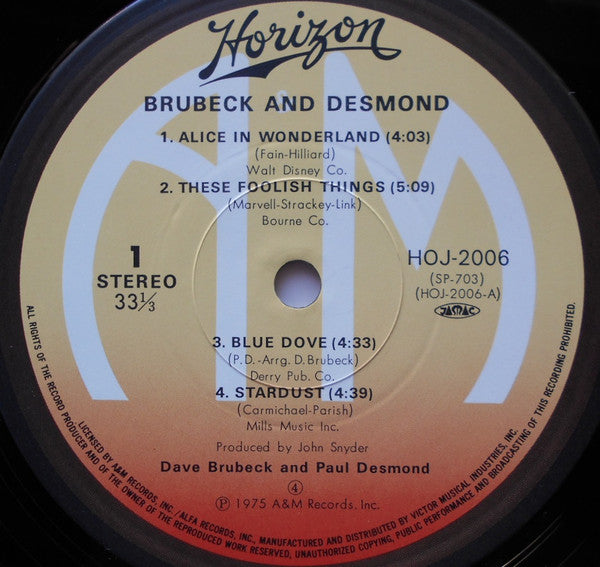 Horizon
BRUBECK AND DESMOND
1. ALICE IN WONDERLAND (4:03)
(Fain-Hilliard)
Walt Disney Co.
2. THESE FOOLISH THINGS (5:09)
(Marvell-Strackey-Link)
Bourne Co.
A&M
1
STEREO
33⅓
HOJ-2006
(SP-703)
(HOJ-2006-A)
JASRAC
3. BLUE DOVE (4:33)
(P.D.-Arrg. D. Brubeck)
Derry Pub. Co.
4. STARDUST (4:39)
(Carmichael-Parish)
Mills Music Inc.
Produced by John Snyder
Dave Brubeck and Paul Desmond
④
Ⓟ 1975 A&M Records, Inc.
ALL RIGHTS OF THE RECORD PRODUCER AND OF THE OWNER OF THE REPRODUCED WORK RESERVED, UNAUTHORIZED COPYING, PUBLIC PERFORMANCE AND BROADCASTING OF THIS RECORDING PROHIBITED.
LICENSED BY A&M RECORDS, INC./ALFA RECORDS, INC., MANUFACTURED AND DISTRIBUTED BY VICTOR MUSICAL INDUSTRIES, INC.